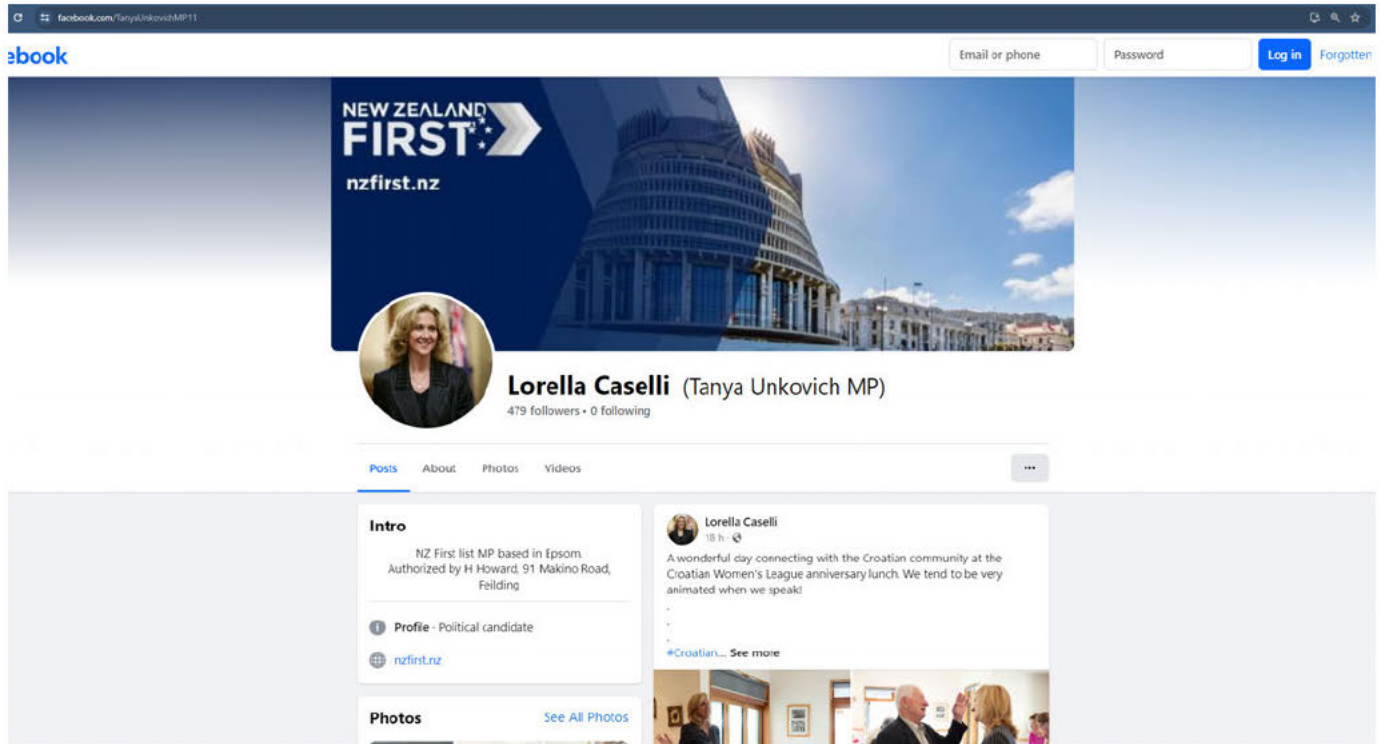 facebook.com/TanyaUnkovichMP11
ebook
Email or phone
Password
Log in
Forgotten
NEW ZEALAND
FIRST
nzfirst.nz
Lorella Caselli (Tanya Unkovich MP)
479 followers • 0 following
Posts
About
Photos
Videos
...
Intro
NZ First list MP based in Epsom.
Authorized by H Howard, 91 Makino Road,
Feilding
Profile · Political candidate
nzfirst.nz
Photos
See All Photos
Lorella Caselli
18 h ·
A wonderful day connecting with the Croatian community at the
Croatian Women's League anniversary lunch. We tend to be very
animated when we speak!
.
.
.
#Croatian... See more